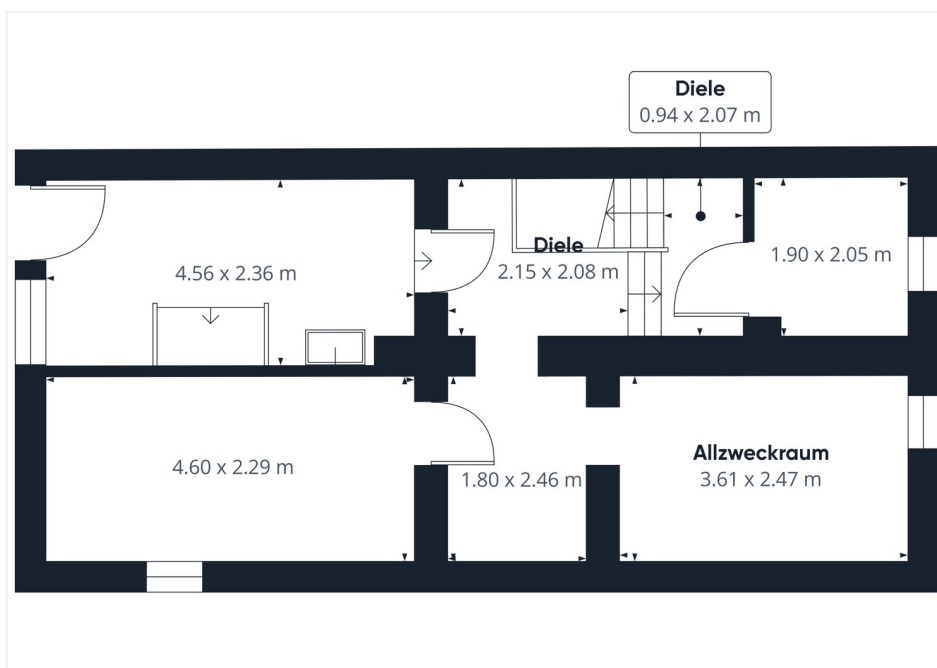 Diele
0.94 x 2.07 m
Diele
2.15 x 2.08 m
1.90 x 2.05 m
4.56 x 2.36 m
4.60 x 2.29 m
1.80 x 2.46 m
Allzweckraum
3.61 x 2.47 m